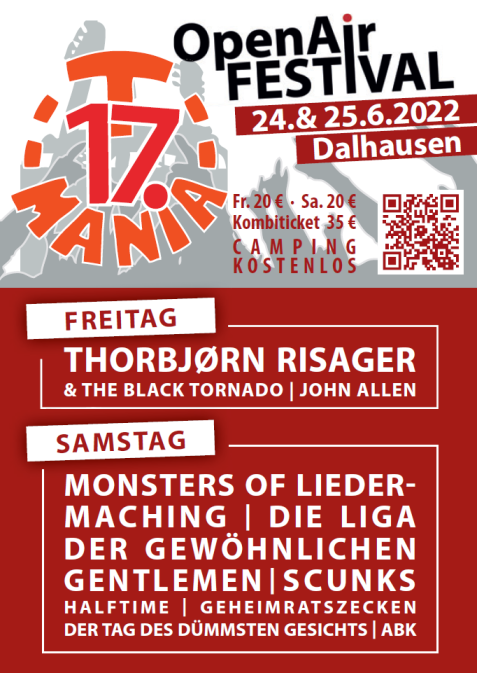 OpenAir
FESTIVAL
24.& 25.6.2022
Dalhausen
T
17.
MANIA
Fr. 20 € · Sa. 20 €
Kombiticket 35 €
CAMPING
KOSTENLOS
FREITAG
THORBJØRN RISAGER
& THE BLACK TORNADO | JOHN ALLEN
SAMSTAG
MONSTERS OF LIEDER-
MACHING | DIE LIGA
DER GEWÖHNLICHEN
GENTLEMEN | SCUNKS
HALFTIME | GEHEIMRATSZECKEN
DER TAG DES DÜMMSTEN GESICHTS | ABK